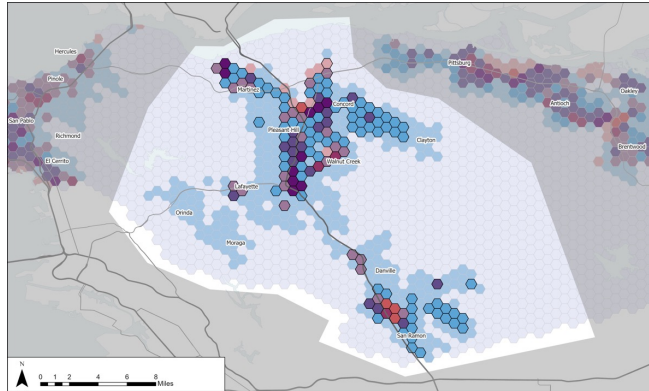 Hercules
Pinole
San Pablo
Richmond
El Cerrito
Martinez
Concord
Pleasant Hill
Clayton
Walnut Creek
Lafayette
Orinda
Moraga
Danville
San Ramon
Pittsburg
Antioch
Oakley
Brentwood
N
0 1 2 4 6 8
Miles